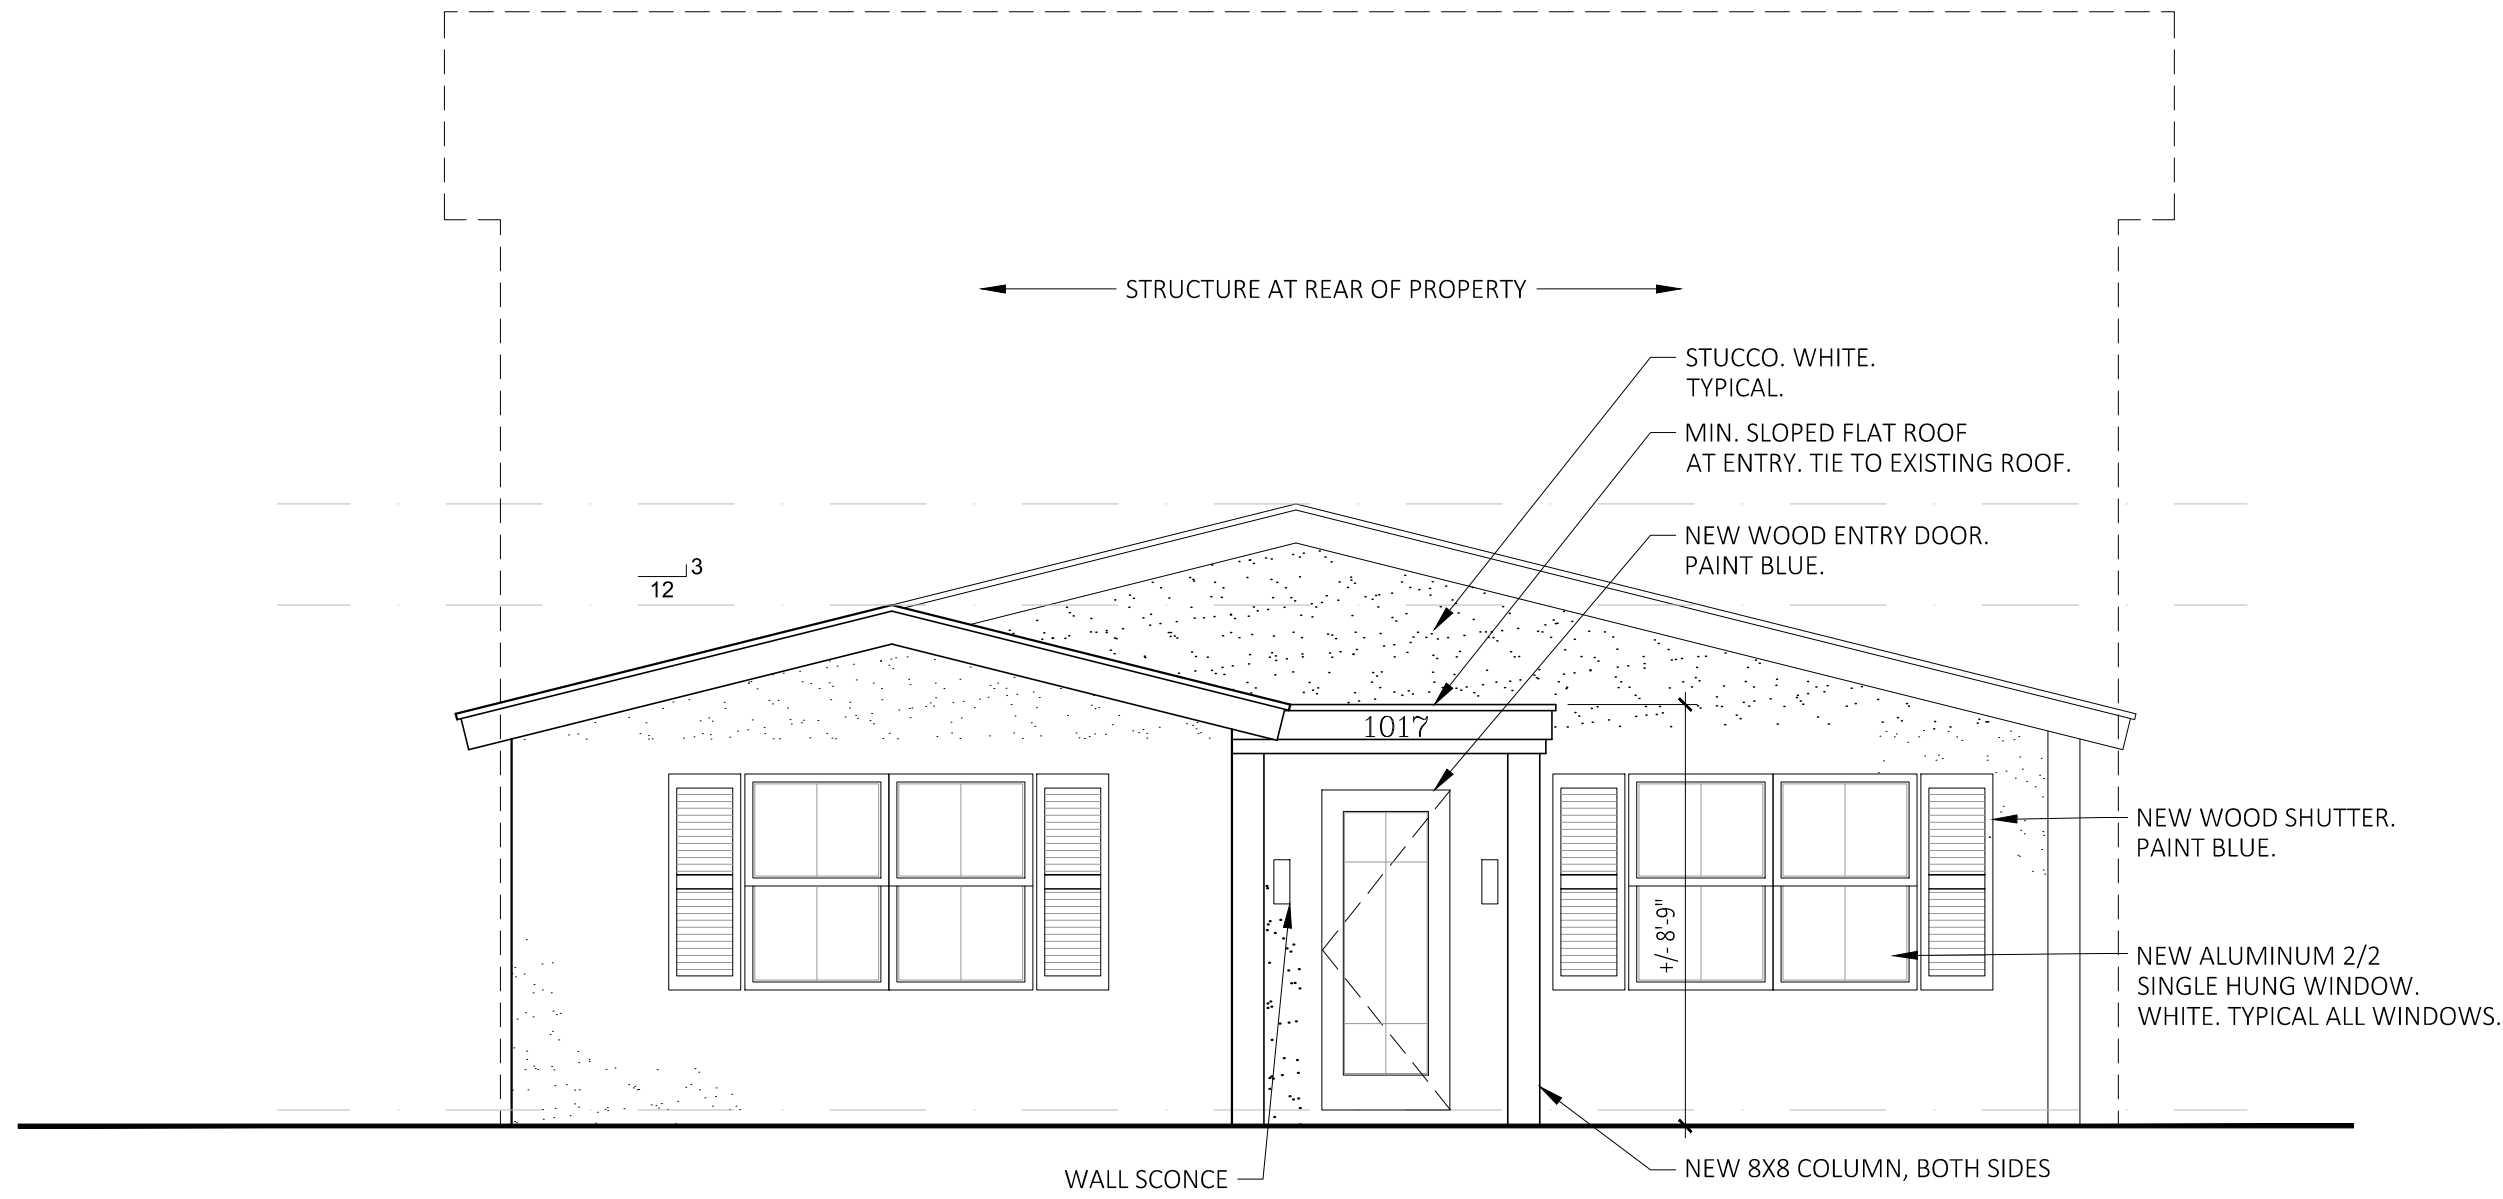 STRUCTURE AT REAR OF PROPERTY
STUCCO. WHITE.
TYPICAL.
MIN. SLOPED FLAT ROOF
AT ENTRY. TIE TO EXISTING ROOF.
NEW WOOD ENTRY DOOR.
PAINT BLUE.
3
12
1017
NEW WOOD SHUTTER.
PAINT BLUE.
+/- 8'-9"
NEW ALUMINUM 2/2
SINGLE HUNG WINDOW.
WHITE. TYPICAL ALL WINDOWS.
NEW 8X8 COLUMN, BOTH SIDES
WALL SCONCE